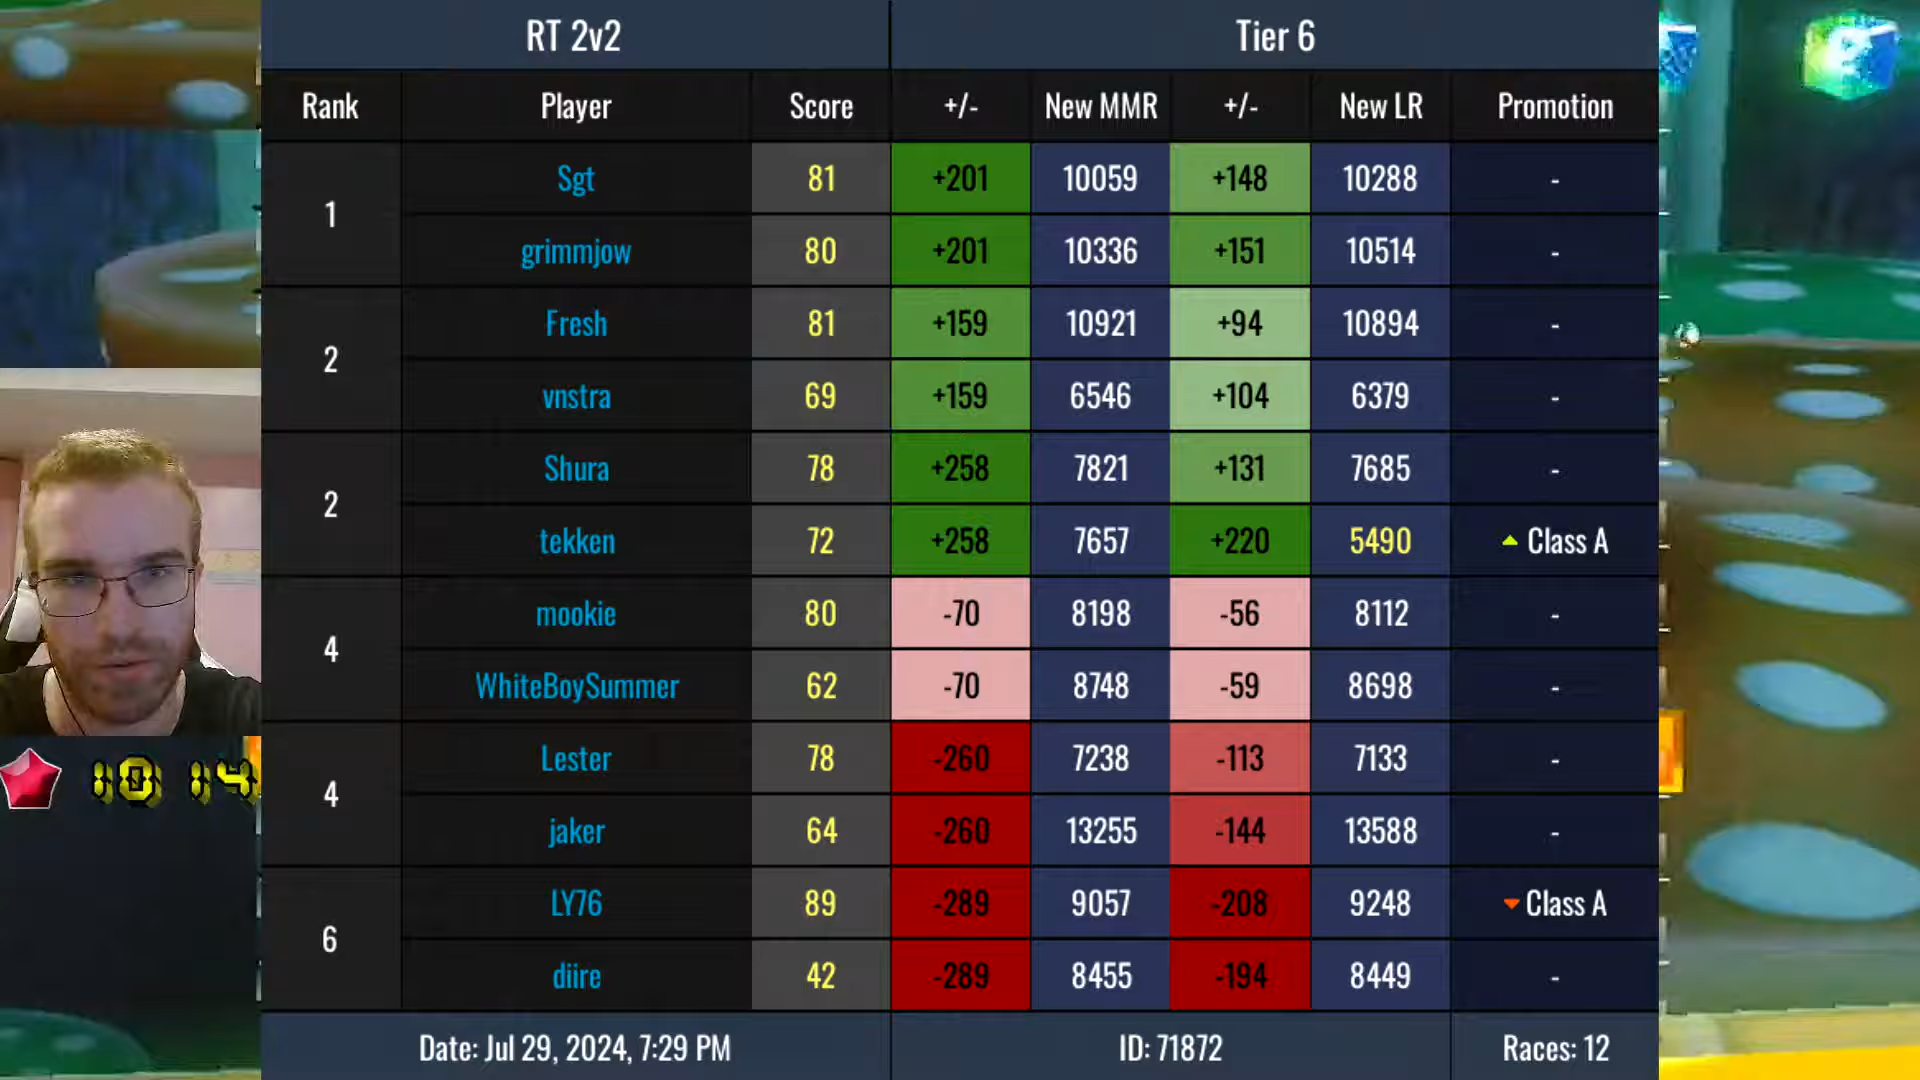 RT 2v2 Tier 6
Rank Player Score +/- New MMR +/- New LR Promotion
1
Sgt 81 +201 10059 +148 10288 -
grimmjow 80 +201 10336 +151 10514 -
2
Fresh 81 +159 10921 +94 10894 -
vnstra 69 +159 6546 +104 6379 -
2
Shura 78 +258 7821 +131 7685 -
tekken 72 +258 7657 +220 5490 ▲ Class A
4
mookie 80 -70 8198 -56 8112 -
WhiteBoySummer 62 -70 8748 -59 8698 -
4
Lester 78 -260 7238 -113 7133 -
jaker 64 -260 13255 -144 13588 -
6
LY76 89 -289 9057 -208 9248 ▼ Class A
diire 42 -289 8455 -194 8449 -
Date: Jul 29, 2024, 7:29 PM ID: 71872 Races: 12
10 14